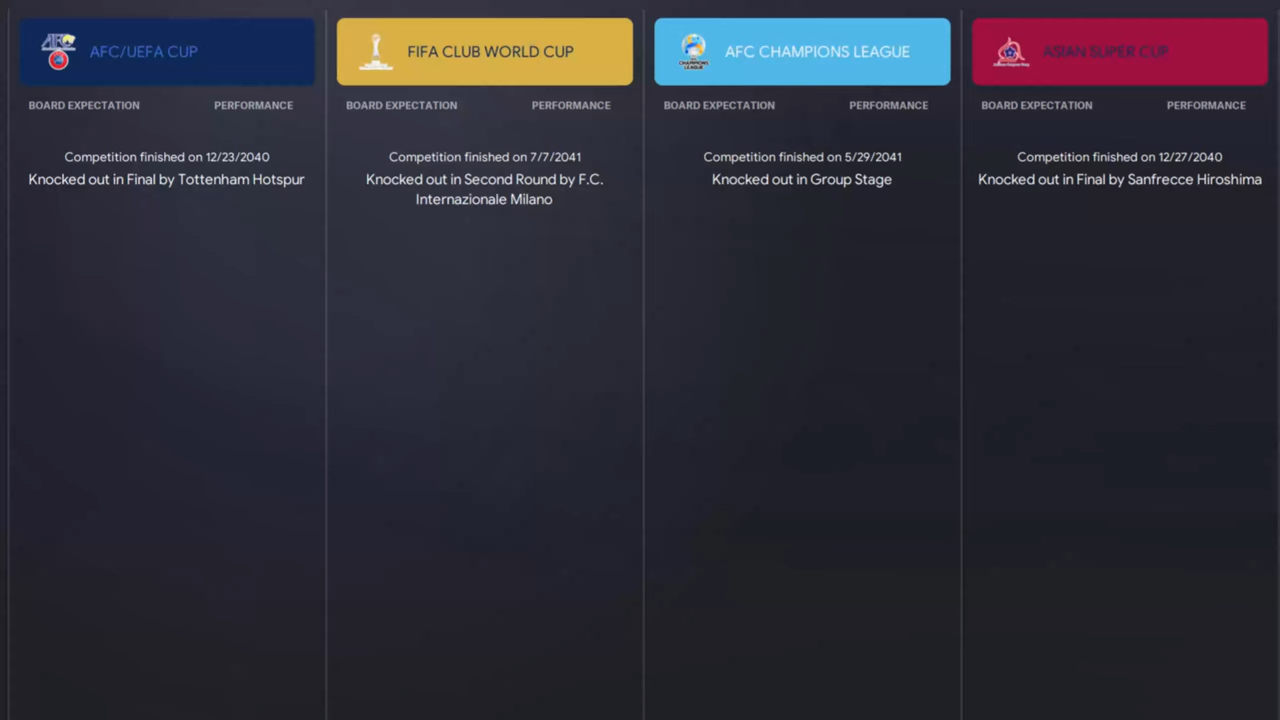 AFC/UEFA CUP
BOARD EXPECTATION PERFORMANCE
Competition finished on 12/23/2040
Knocked out in Final by Tottenham Hotspur
FIFA CLUB WORLD CUP
BOARD EXPECTATION PERFORMANCE
Competition finished on 7/7/2041
Knocked out in Second Round by F.C.
Internazionale Milano
AFC CHAMPIONS LEAGUE
BOARD EXPECTATION PERFORMANCE
Competition finished on 5/29/2041
Knocked out in Group Stage
ASIAN SUPER CUP
BOARD EXPECTATION PERFORMANCE
Competition finished on 12/27/2040
Knocked out in Final by Sanfrecce Hiroshima